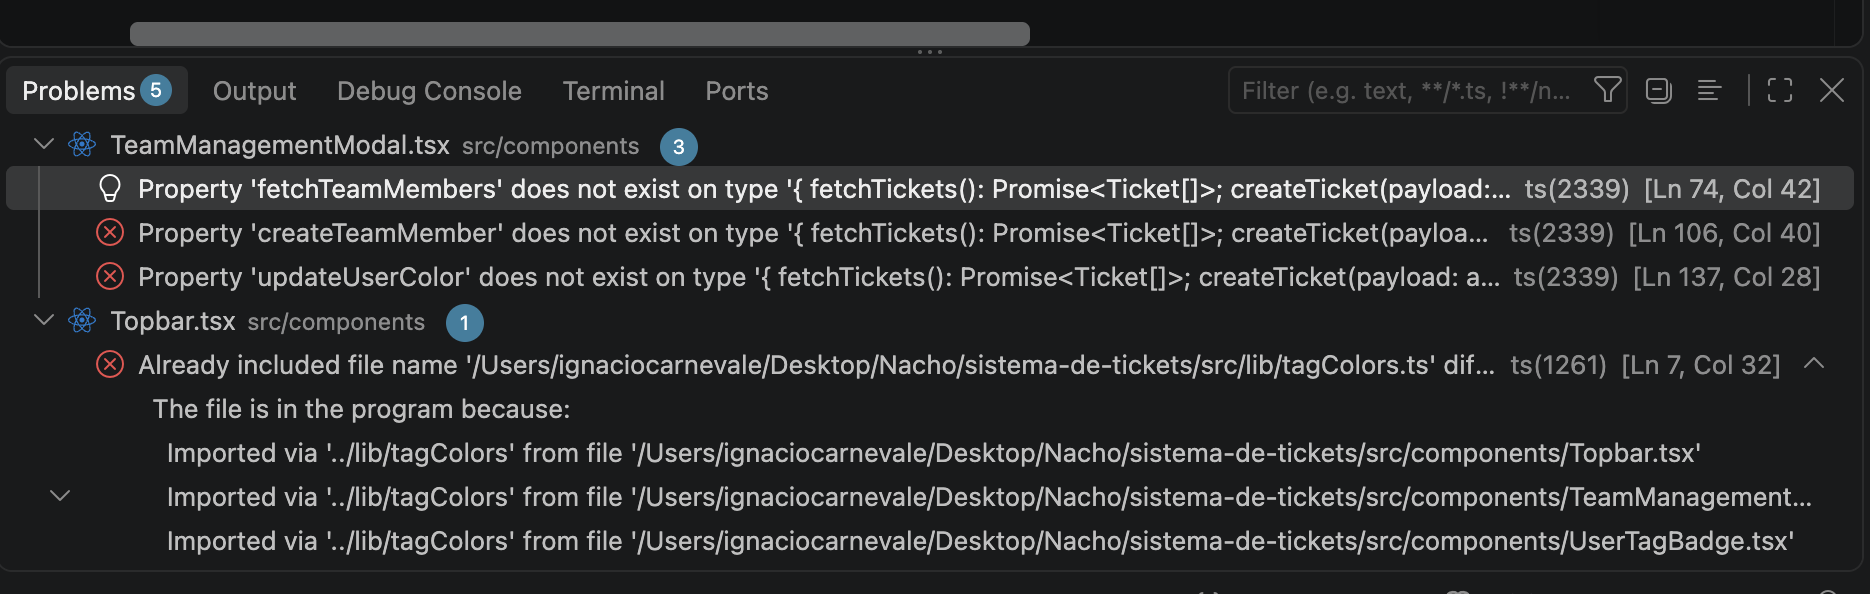 Problems 5 Output Debug Console Terminal Ports Filter (e.g. text, **/*.ts, !**/n...
TeamManagementModal.tsx src/components 3
Property 'fetchTeamMembers' does not exist on type '{ fetchTickets(): Promise<Ticket[]>; createTicket(payload:... ts(2339) [Ln 74, Col 42]
Property 'createTeamMember' does not exist on type '{ fetchTickets(): Promise<Ticket[]>; createTicket(payloa... ts(2339) [Ln 106, Col 40]
Property 'updateUserColor' does not exist on type '{ fetchTickets(): Promise<Ticket[]>; createTicket(payload: a... ts(2339) [Ln 137, Col 28]
Topbar.tsx src/components 1
Already included file name '/Users/ignaciocarnevale/Desktop/Nacho/sistema-de-tickets/src/lib/tagColors.ts' dif... ts(1261) [Ln 7, Col 32]
The file is in the program because:
Imported via '../lib/tagColors' from file '/Users/ignaciocarnevale/Desktop/Nacho/sistema-de-tickets/src/components/Topbar.tsx'
Imported via '../lib/tagColors' from file '/Users/ignaciocarnevale/Desktop/Nacho/sistema-de-tickets/src/components/TeamManagement...
Imported via '../lib/tagColors' from file '/Users/ignaciocarnevale/Desktop/Nacho/sistema-de-tickets/src/components/UserTagBadge.tsx'